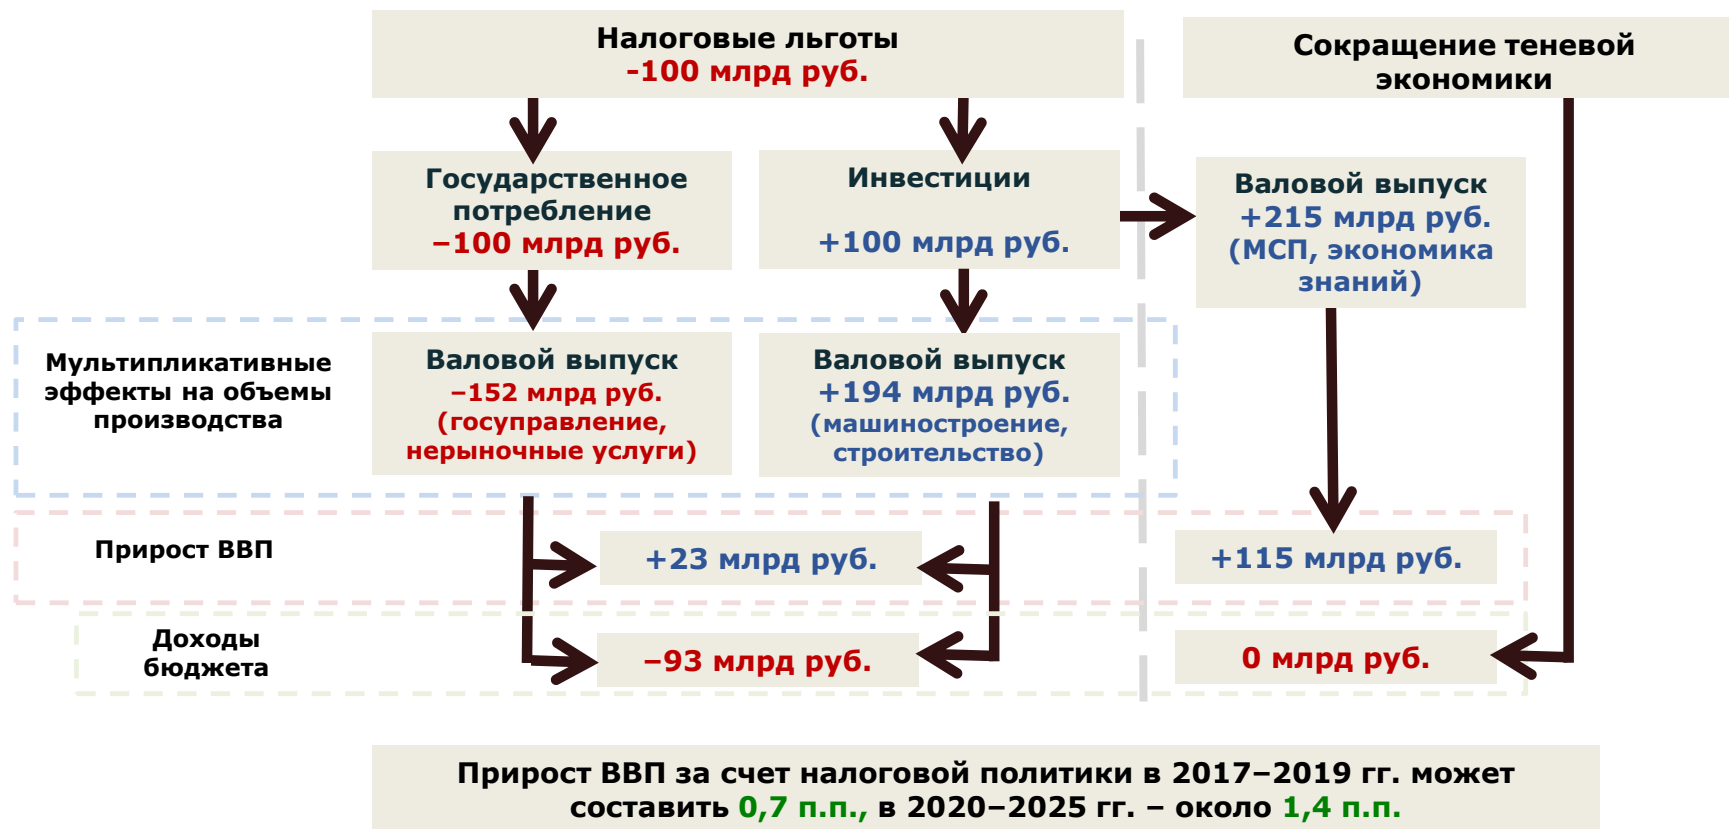 Налоговые льготы
-100 млрд руб.
Сокращение теневой
экономики
Государственное
потребление
–100 млрд руб.
Инвестиции
+100 млрд руб.
Валовой выпуск
+215 млрд руб.
(МСП, экономика
знаний)
Мультипликативные
эффекты на объемы
производства
Валовой выпуск
–152 млрд руб.
(госуправление,
нерыночные услуги)
Валовой выпуск
+194 млрд руб.
(машиностроение,
строительство)
Прирост ВВП
+23 млрд руб.
+115 млрд руб.
Доходы
бюджета
–93 млрд руб.
0 млрд руб.
Прирост ВВП за счет налоговой политики в 2017–2019 гг. может
составить 0,7 п.п., в 2020–2025 гг. – около 1,4 п.п.